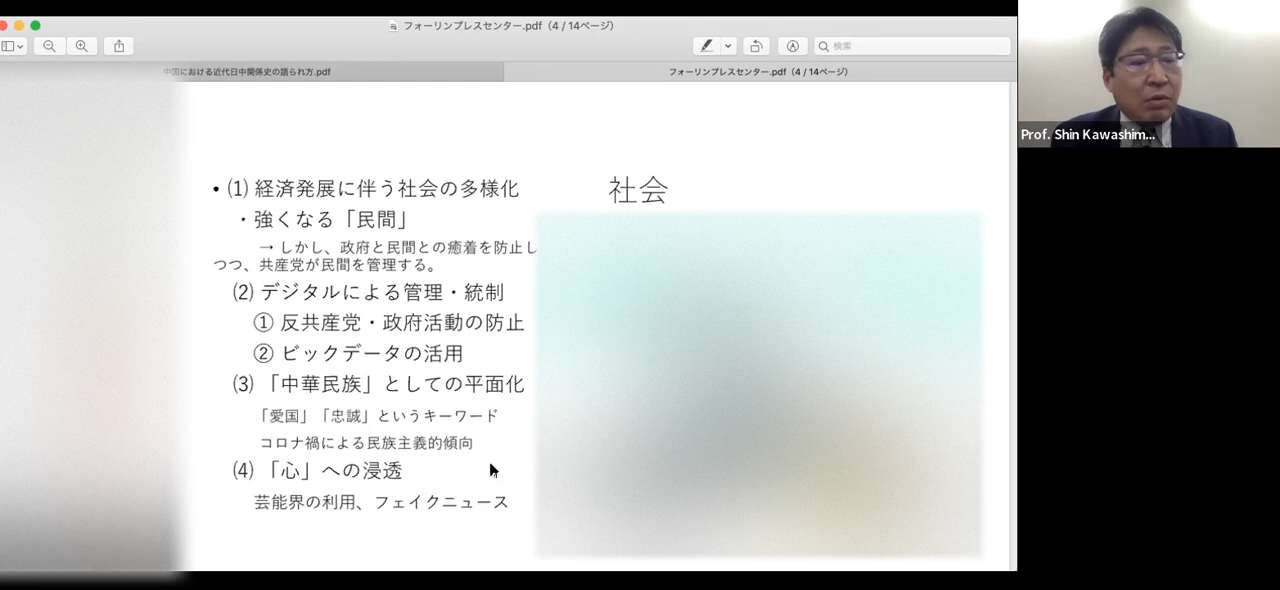 フォーリンプレスセンター.pdf（4 / 14ページ）
検索
中国における近代日中関係史の語られ方.pdf
フォーリンプレスセンター.pdf（4 / 14ページ）
Prof. Shin Kawashim...
社会
• ⑴ 経済発展に伴う社会の多様化
・強くなる「民間」
→ しかし、政府と民間との癒着を防止し
つつ、共産党が民間を管理する。
⑵ デジタルによる管理・統制
① 反共産党・政府活動の防止
② ビックデータの活用
⑶ 「中華民族」としての平面化
「愛国」「忠誠」というキーワード
コロナ禍による民族主義的傾向
⑷ 「心」への浸透
芸能界の利用、フェイクニュース